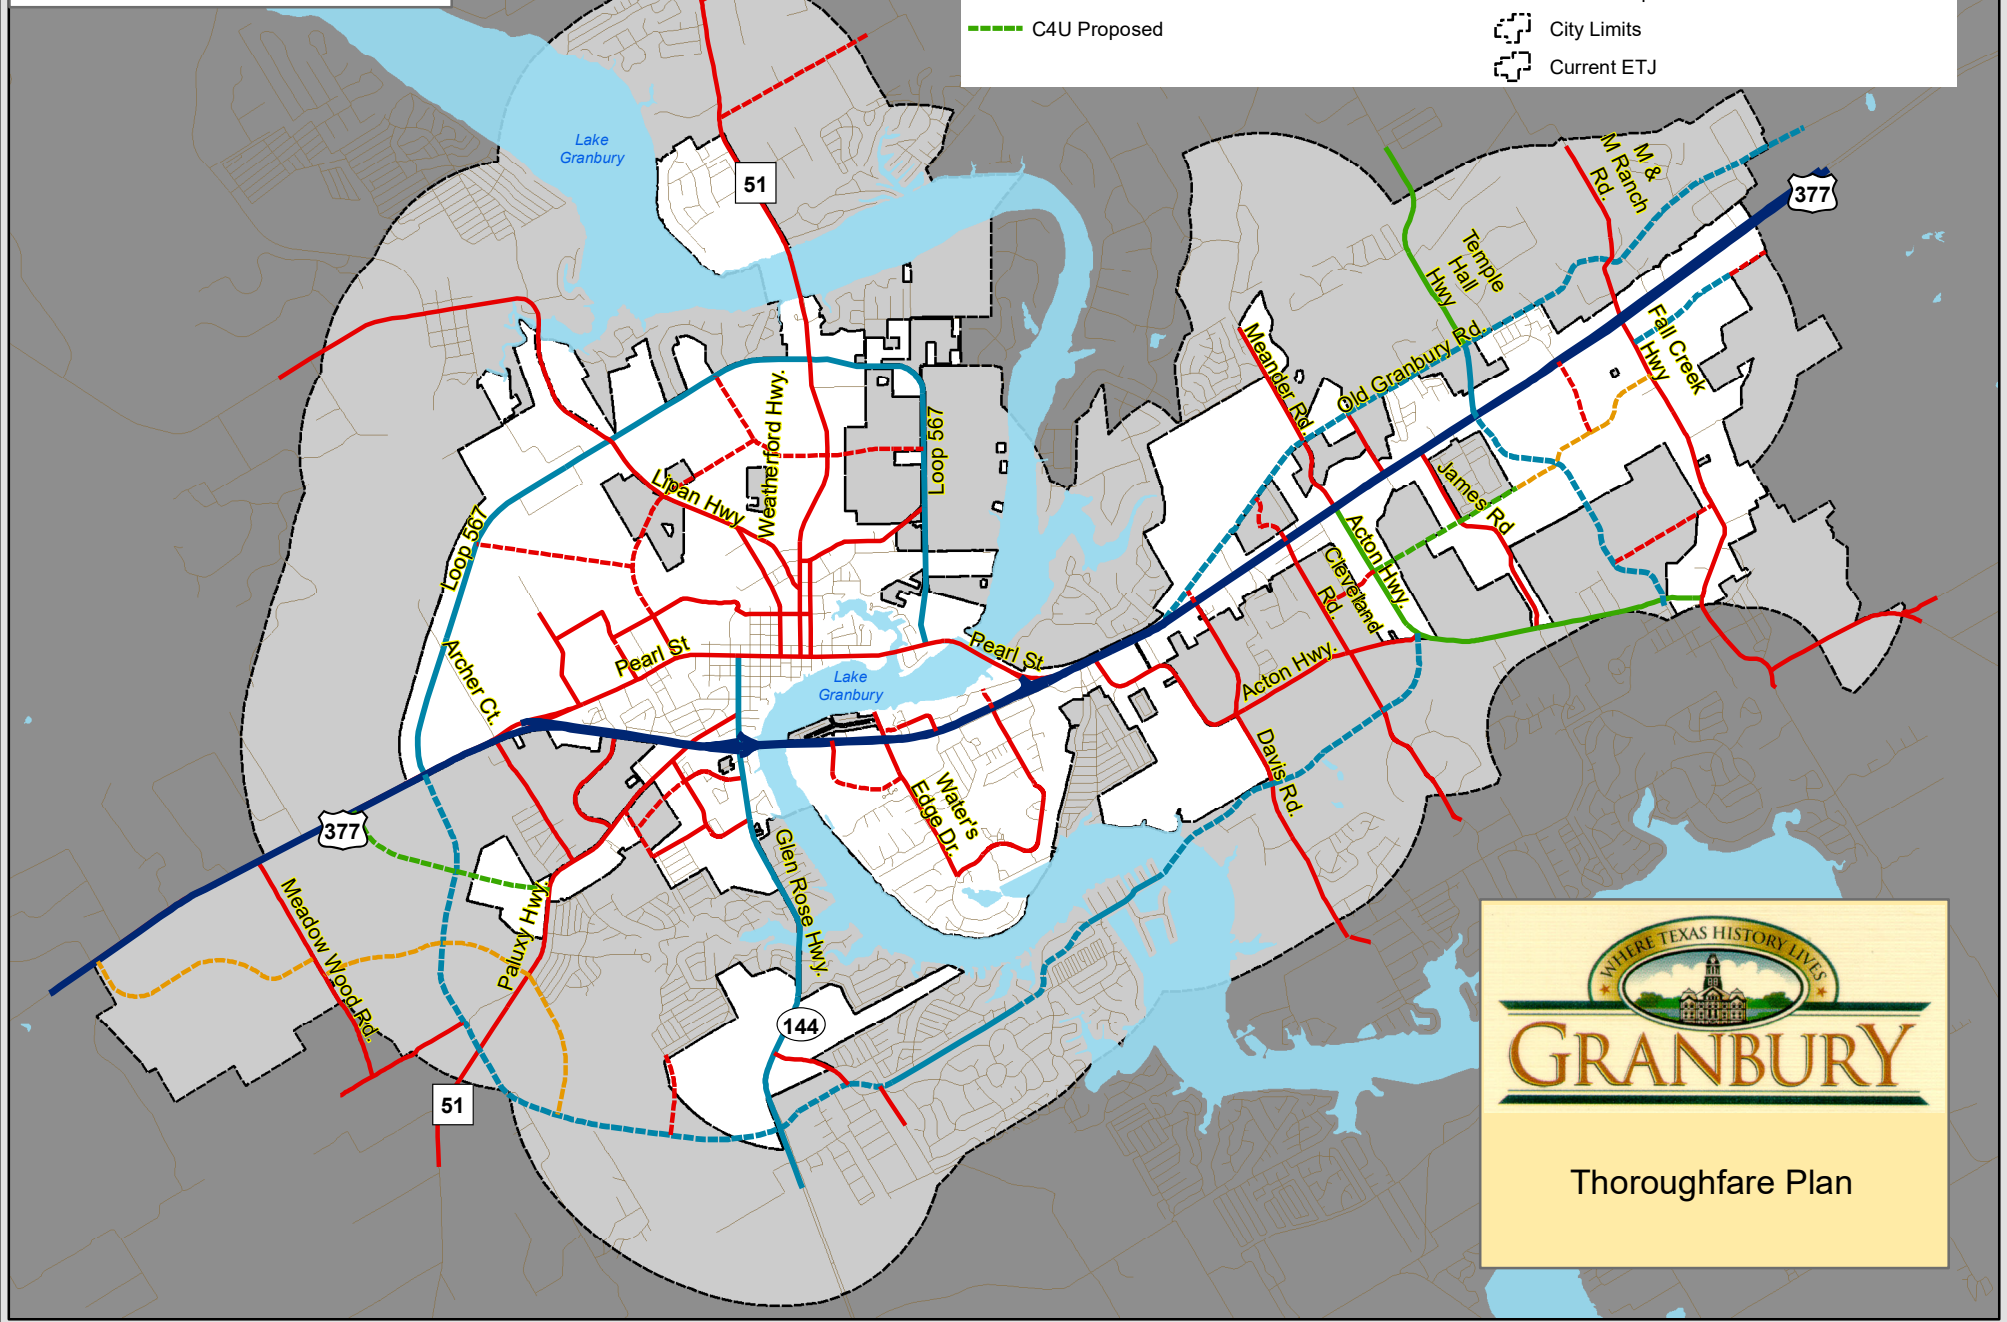 C4U Proposed
City Limits
Current ETJ
Lake
Granbury
51
377
M &
M Ranch
Rd.
Temple
Hall
Hwy
Fall Creek
Hwy
Meander Rd.
Old Granbury Rd.
Weatherford Hwy.
Loop 567
Lipan Hwy
Loop 567
James Rd
Acton Hwy.
Cleveland
Rd.
Archer Ct.
Pearl St
Pearl St
Lake
Granbury
Acton Hwy.
Davis Rd.
Water's
Edge Dr.
377
Glen Rose Hwy.
Meadow Wood Rd.
Paluxy Hwy.
144
51
WHERE TEXAS HISTORY LIVES
GRANBURY
Thoroughfare Plan